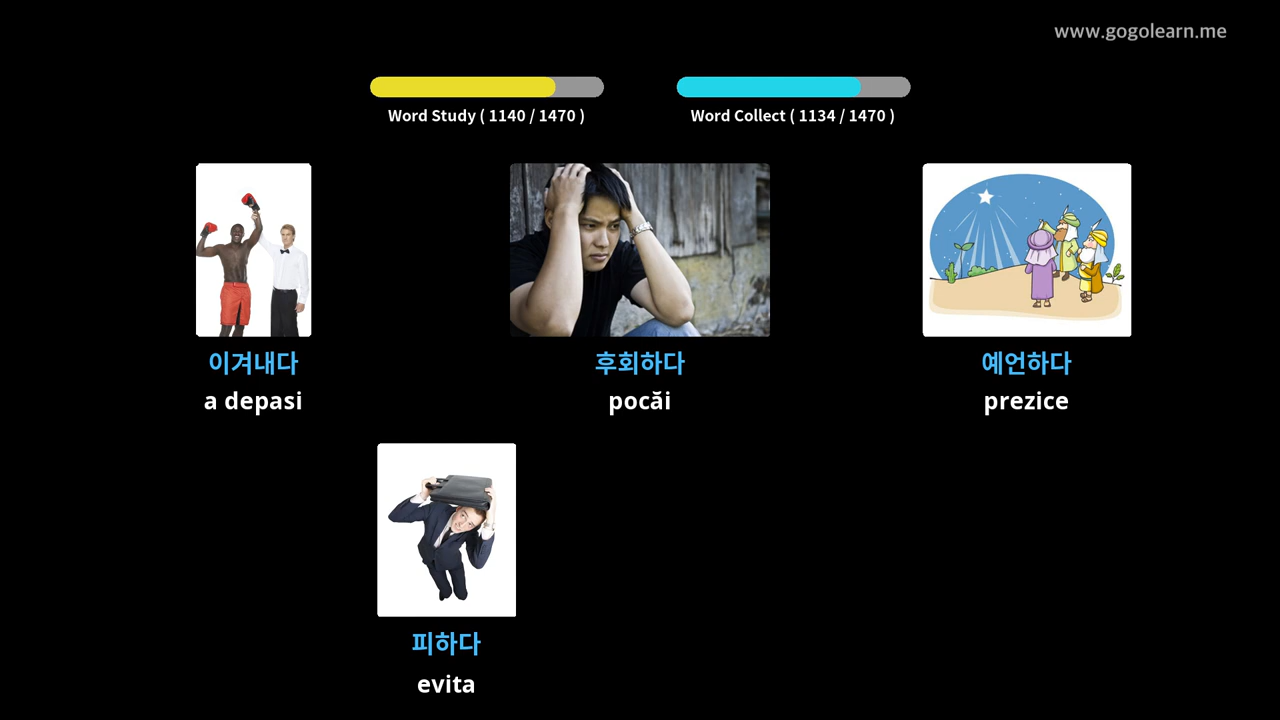 www.gogolearn.me
Word Study ( 1140 / 1470 )
Word Collect ( 1134 / 1470 )
이겨내다
a depasi
후회하다
pocăi
예언하다
prezice
피하다
evita